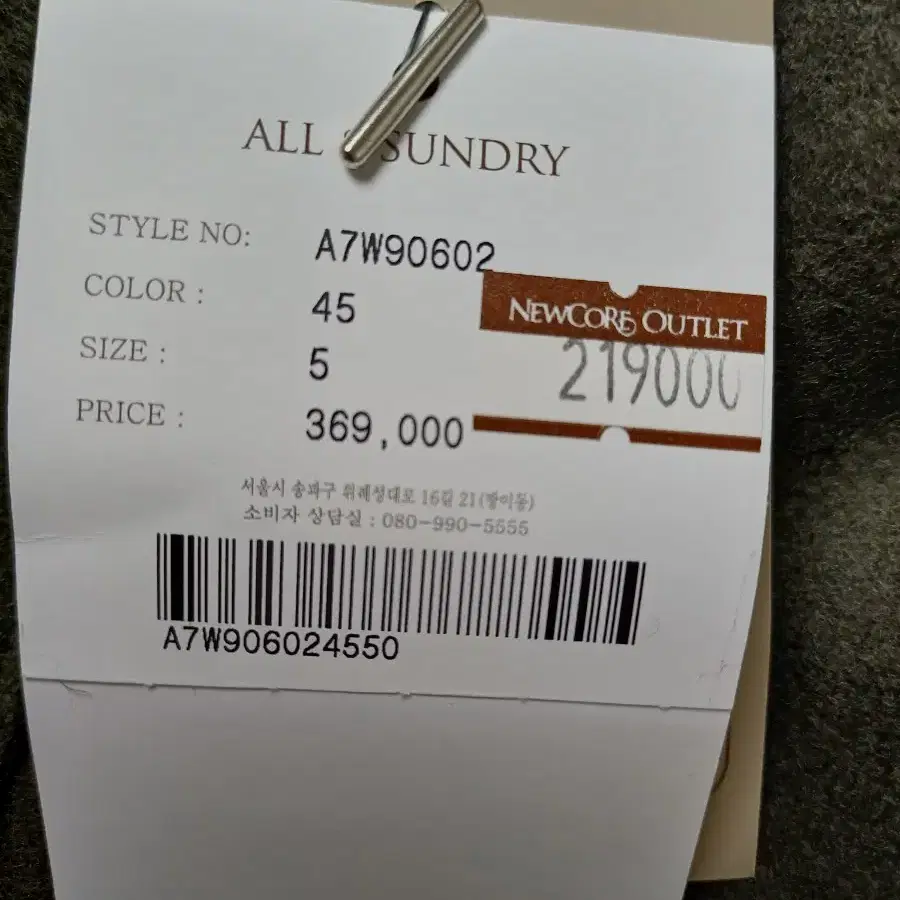 ALL & SUNDRY
STYLE NO: A7W90602
COLOR : 45
SIZE : 5
PRICE : 369,000
NEWCORE OUTLET
219000
서울시 송파구 위례성대로 16길 21(방이동)
소비자 상담실 : 080-990-5555
A7W906024550